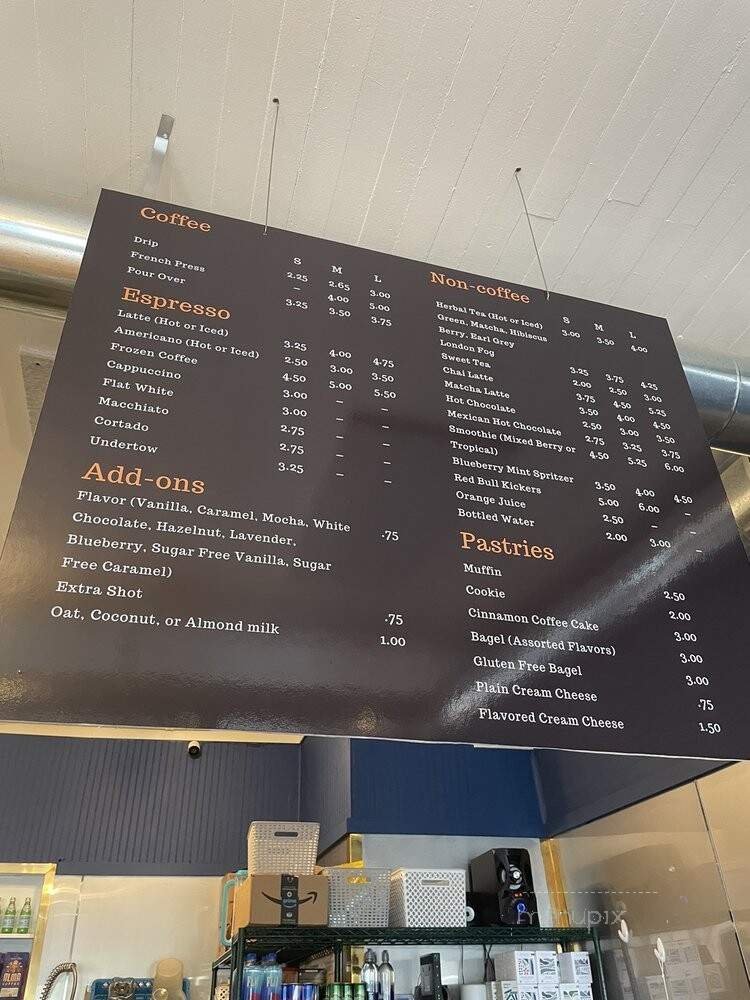 Coffee
S M L
Drip 2.25 2.65 3.00
French Press – 4.00 5.00
Pour Over 3.25 3.50 3.75
Espresso
Latte (Hot or Iced) 3.25 4.00 4.75
Americano (Hot or Iced) 2.50 3.00 3.50
Frozen Coffee 4.50 5.00 5.50
Cappuccino 3.00 – –
Flat White 3.00 – –
Macchiato 2.75 – –
Cortado 2.75 – –
Undertow 3.25 – –
Add-ons
Flavor (Vanilla, Caramel, Mocha, White .75
Chocolate, Hazelnut, Lavender,
Blueberry, Sugar Free Vanilla, Sugar
Free Caramel)
Extra Shot .75
Oat, Coconut, or Almond milk 1.00
Non-coffee
S M L
Herbal Tea (Hot or Iced) 3.00 3.50 4.00
Green, Matcha, Hibiscus
Berry, Earl Grey
London Fog 3.25 3.75 4.25
Sweet Tea 2.00 2.50 3.00
Chai Latte 3.75 4.50 5.25
Matcha Latte 3.50 4.00 4.50
Hot Chocolate 2.50 3.00 3.50
Mexican Hot Chocolate 2.75 3.25 3.75
Smoothie (Mixed Berry or 4.50 5.25 6.00
Tropical)
Blueberry Mint Spritzer 3.50 4.00 4.50
Red Bull Kickers 5.00 6.00 –
Orange Juice 2.50 – –
Bottled Water 2.00 3.00 –
Pastries
Muffin 2.50
Cookie 2.00
Cinnamon Coffee Cake 3.00
Bagel (Assorted Flavors) 3.00
Gluten Free Bagel 3.00
Plain Cream Cheese .75
Flavored Cream Cheese 1.50
prime
menupix